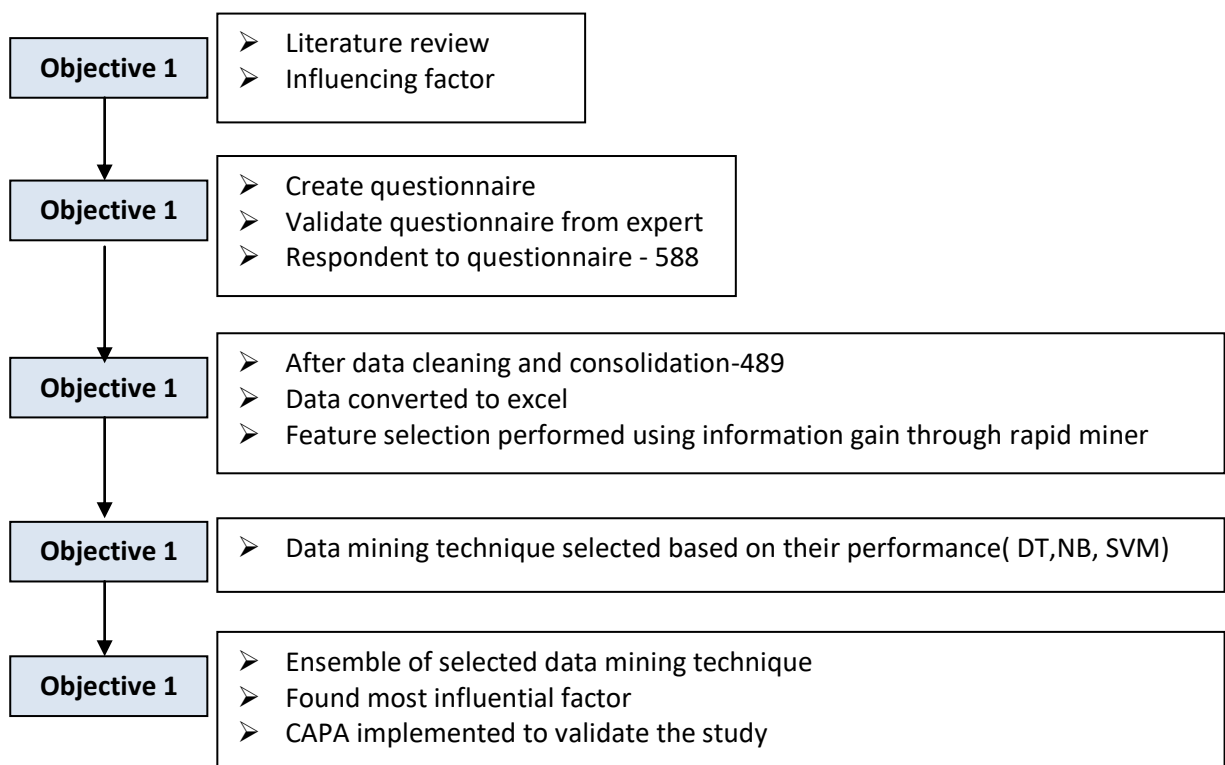 Objective 1
➢ Literature review
➢ Influencing factor
Objective 1
➢ Create questionnaire
➢ Validate questionnaire from expert
➢ Respondent to questionnaire - 588
Objective 1
➢ After data cleaning and consolidation-489
➢ Data converted to excel
➢ Feature selection performed using information gain through rapid miner
Objective 1
➢ Data mining technique selected based on their performance( DT,NB, SVM)
Objective 1
➢ Ensemble of selected data mining technique
➢ Found most influential factor
➢ CAPA implemented to validate the study